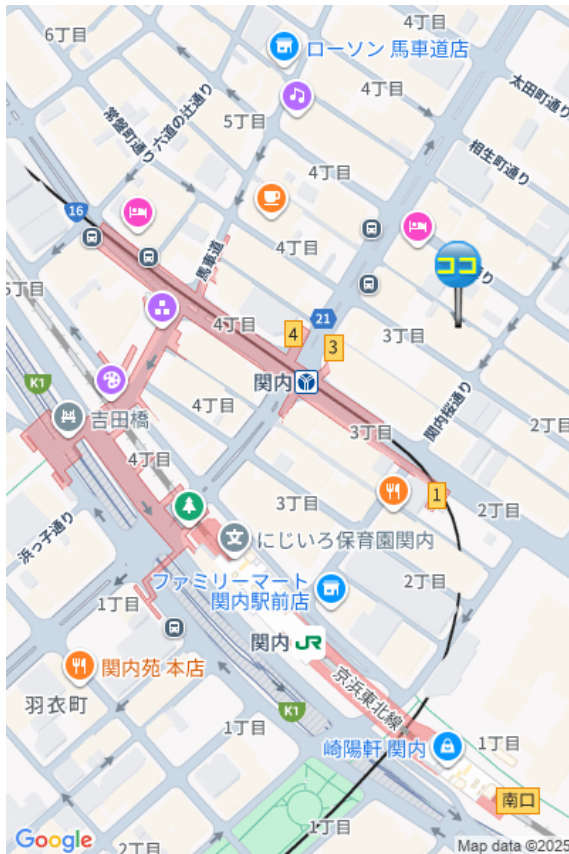 6丁目
4丁目
ローソン 馬車道店
4丁目
太田町通り
常盤町通り
六道の辻通り
5丁目
4丁目
相生町通り
16
4丁目
馬車道
ココ
り
5丁目
4丁目
21
4
3
3丁目
K1
関内
吉田橋
4丁目
3丁目
関内桜通り
2丁目
4丁目
1
2丁目
3丁目
浜っ子通り
にじいろ保育園関内
文
ファミリーマート
関内駅前店
2丁目
1丁目
関内 JR
関内苑 本店
京浜東北線
羽衣町
K1
1丁目
崎陽軒 関内
1丁目
南口
1丁目
Google
2丁目
Map data ©2025